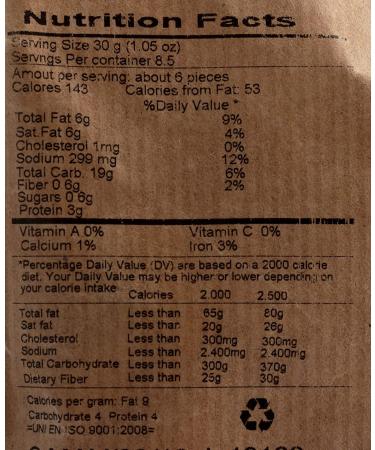 Nutrition Facts
Serving Size 30 g (1.05 oz)
Servngs Per container 8.5
Amout per serving: about 6 pieces
Calores 143 Calories from Fat: 53
%Daily Value *
Total Fat 6g 9%
Sat.Fat 6g 4%
Cholesterol 1mg 0%
Sodium 299 mg 12%
Total Carb. 19g 6%
Fiber 0 6g 2%
Sugars 0 6g
Protein 3g
Vitamin A 0% Vitamin C 0%
Calcium 1% Iron 3%
*Percentage Daily Value (DV) are based on a 2000 calorie
diet. Your Daily Value may be higher or lower depending on
your calorie intake
Calories 2.000 2.500
Total fat Less than 65g 80g
Sat fat Less than 20g 26g
Cholesterol Less than 300mg 300mg
Sodium Less than 2.400mg 2.400mg
Total Carbohydrate Less than 300g 370g
Dietary Fiber Less than 25g 30g
Calories per gram: Fat 9
Carbohydrate 4 Protein 4
=UNI EN ISO 9001:2008=